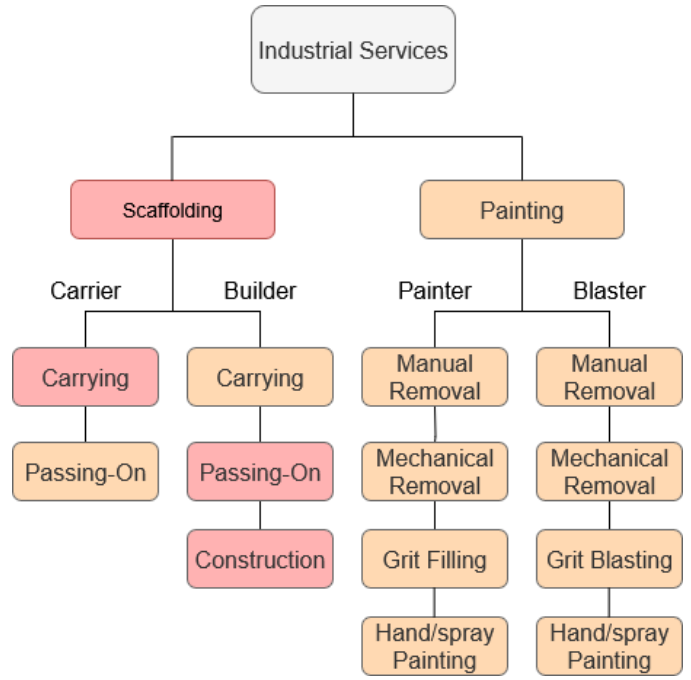 Industrial Services
Scaffolding
Painting
Carrier
Builder
Painter
Blaster
Carrying
Carrying
Manual
Removal
Manual
Removal
Passing-On
Passing-On
Mechanical
Removal
Mechanical
Removal
Construction
Grit Filling
Grit Blasting
Hand/spray
Painting
Hand/spray
Painting